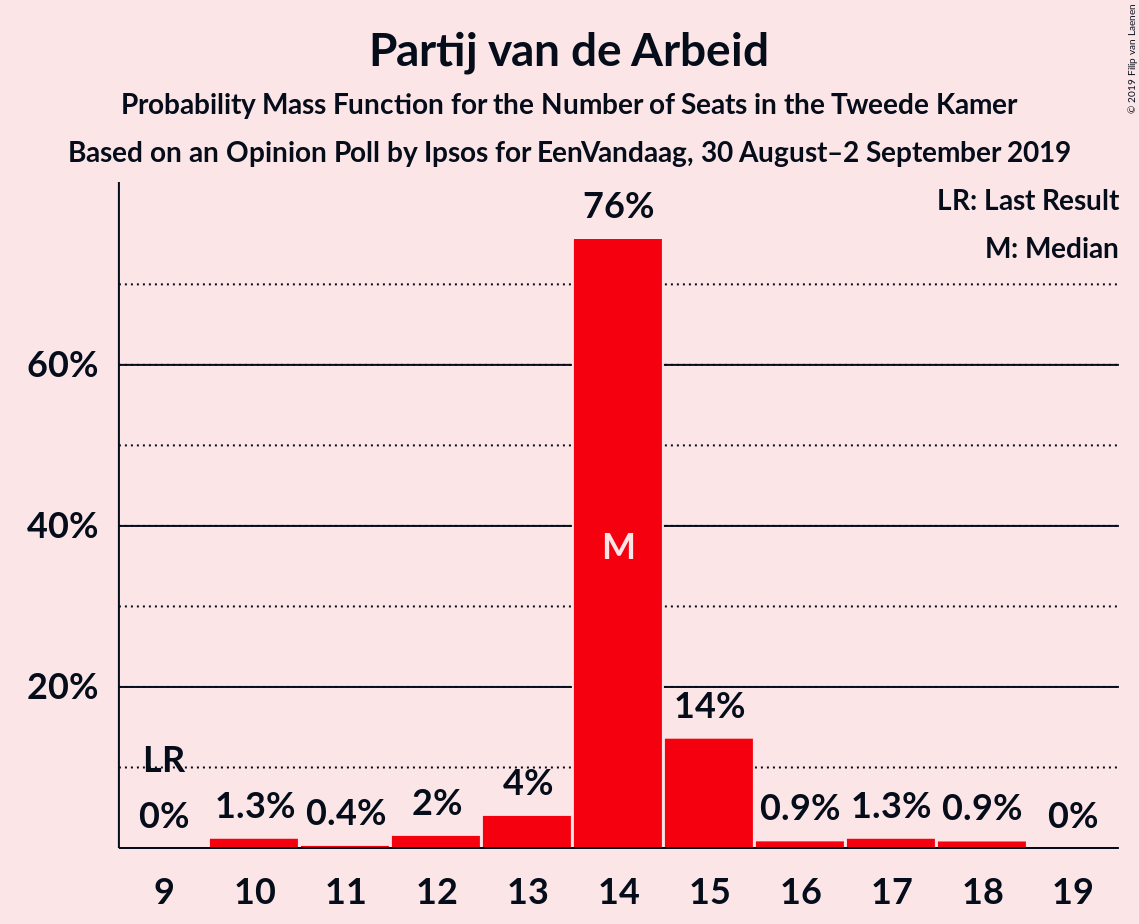 Partij van de Arbeid
Probability Mass Function for the Number of Seats in the Tweede Kamer
Based on an Opinion Poll by Ipsos for EenVandaag, 30 August–2 September 2019
© 2019 Filip van Laenen
LR: Last Result
M: Median
76%
60%
40%
M
20%
14%
LR
4%
0% 1.3% 0.4% 2% 0.9% 1.3% 0.9% 0%
9 10 11 12 13 14 15 16 17 18 19